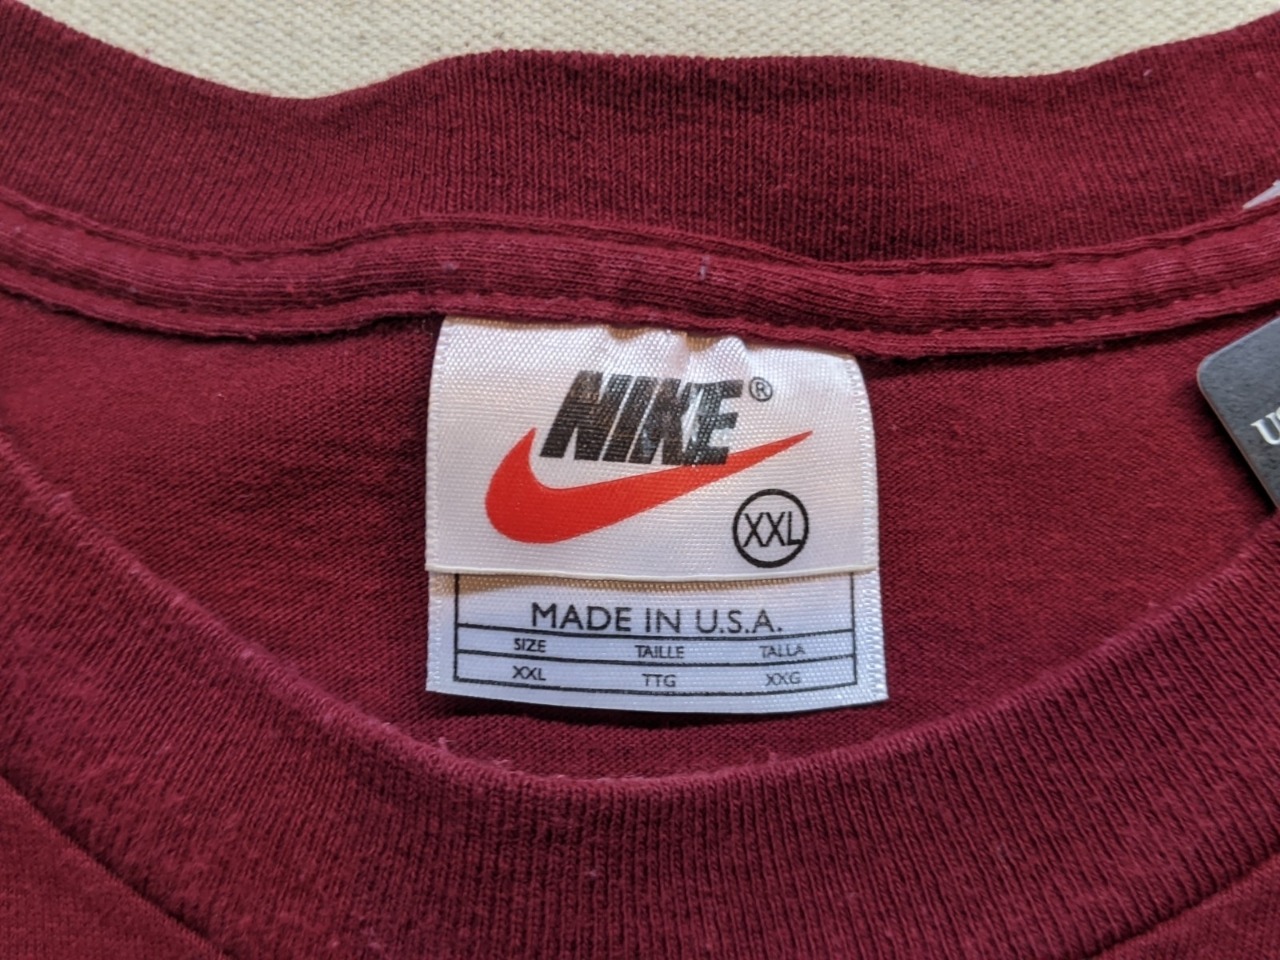 NIKE®
XXL
MADE IN U.S.A.
SIZE TAILLE TALLA
XXL TTG XXG